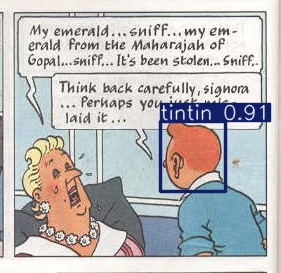 My emerald...sniff...my em-
erald from the Maharajah of
Gopal...sniff... It's been stolen... Sniff..
Think back carefully, signora
... Perhaps you
laid it ...
tintin 0.91